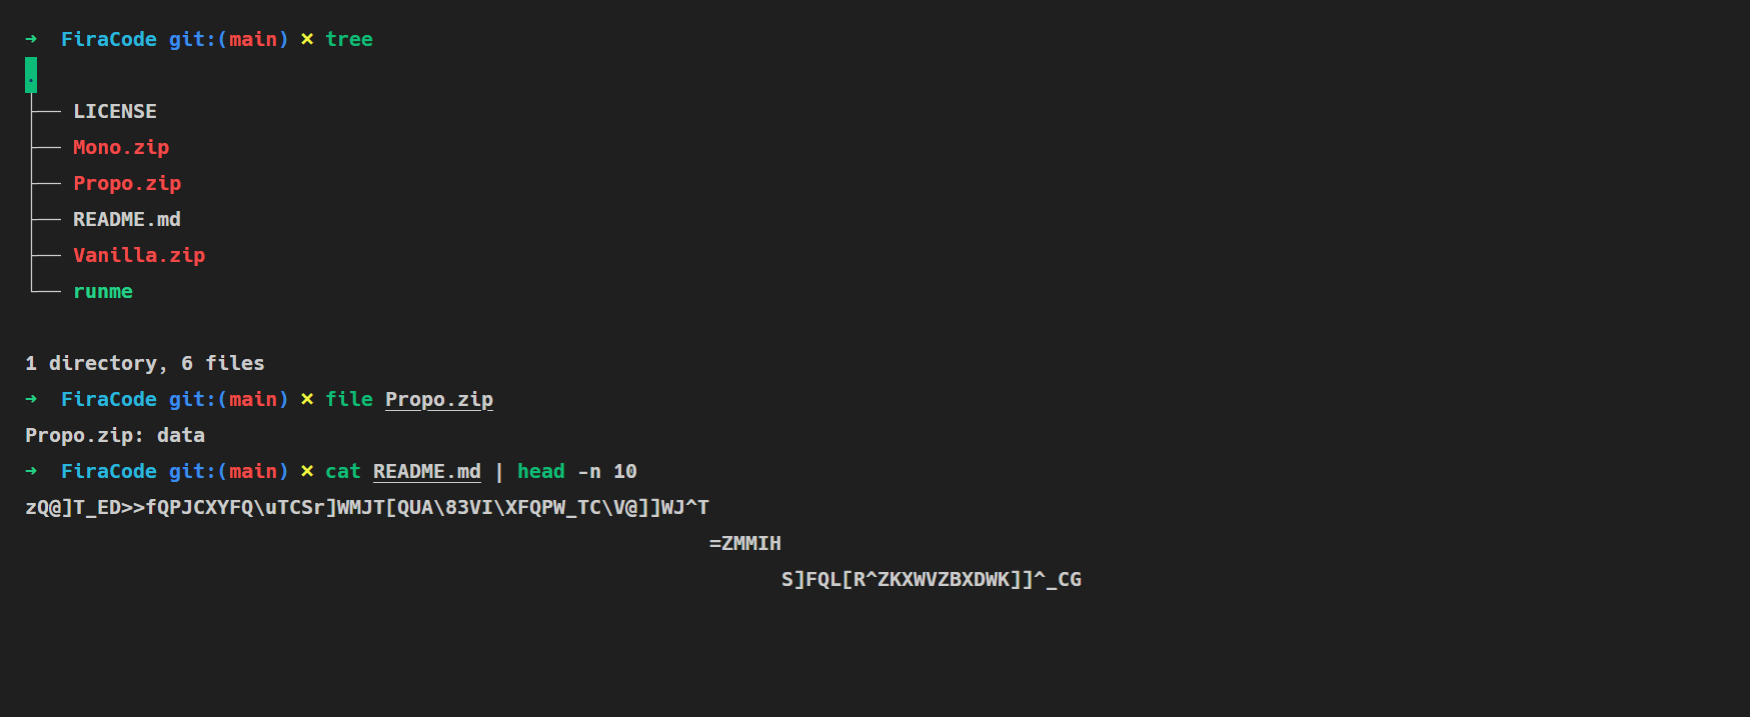 ➜  FiraCode git:(main) ✗ tree
.
├── LICENSE
├── Mono.zip
├── Propo.zip
├── README.md
├── Vanilla.zip
└── runme
1 directory, 6 files
➜  FiraCode git:(main) ✗ file Propo.zip
Propo.zip: data
➜  FiraCode git:(main) ✗ cat README.md | head -n 10
zQ@]T_ED>>fQPJCXYFQ\uTCSr]WMJT[QUA\83VI\XFQPW_TC\V@]]WJ^T
=ZMMIH
S]FQL[R^ZKXWVZBXDWK]]^_CG